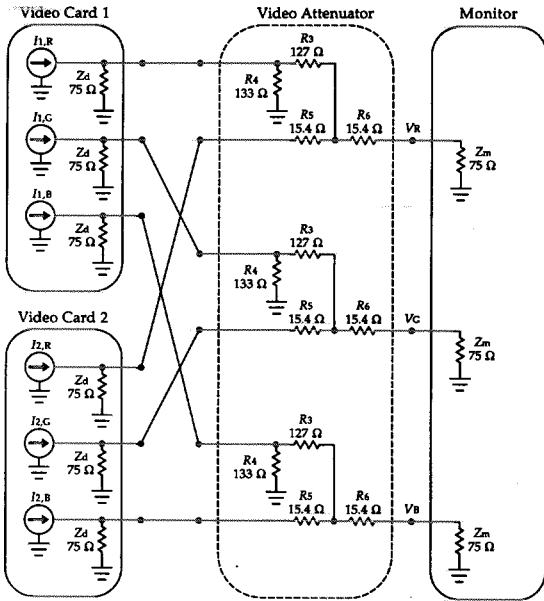 Video Card 1
Video Attenuator
Monitor
I1,R
Zd
75 Ω
I1,G
Zd
75 Ω
I1,B
Zd
75 Ω
R3
127 Ω
R4
133 Ω
R5
15.4 Ω
R6
15.4 Ω
VR
Zm
75 Ω
R3
127 Ω
R4
133 Ω
R5
15.4 Ω
R6
15.4 Ω
VG
Zm
75 Ω
Video Card 2
I2,R
Zd
75 Ω
I2,G
Zd
75 Ω
I2,B
Zd
75 Ω
R3
127 Ω
R4
133 Ω
R5
15.4 Ω
R6
15.4 Ω
VB
Zm
75 Ω